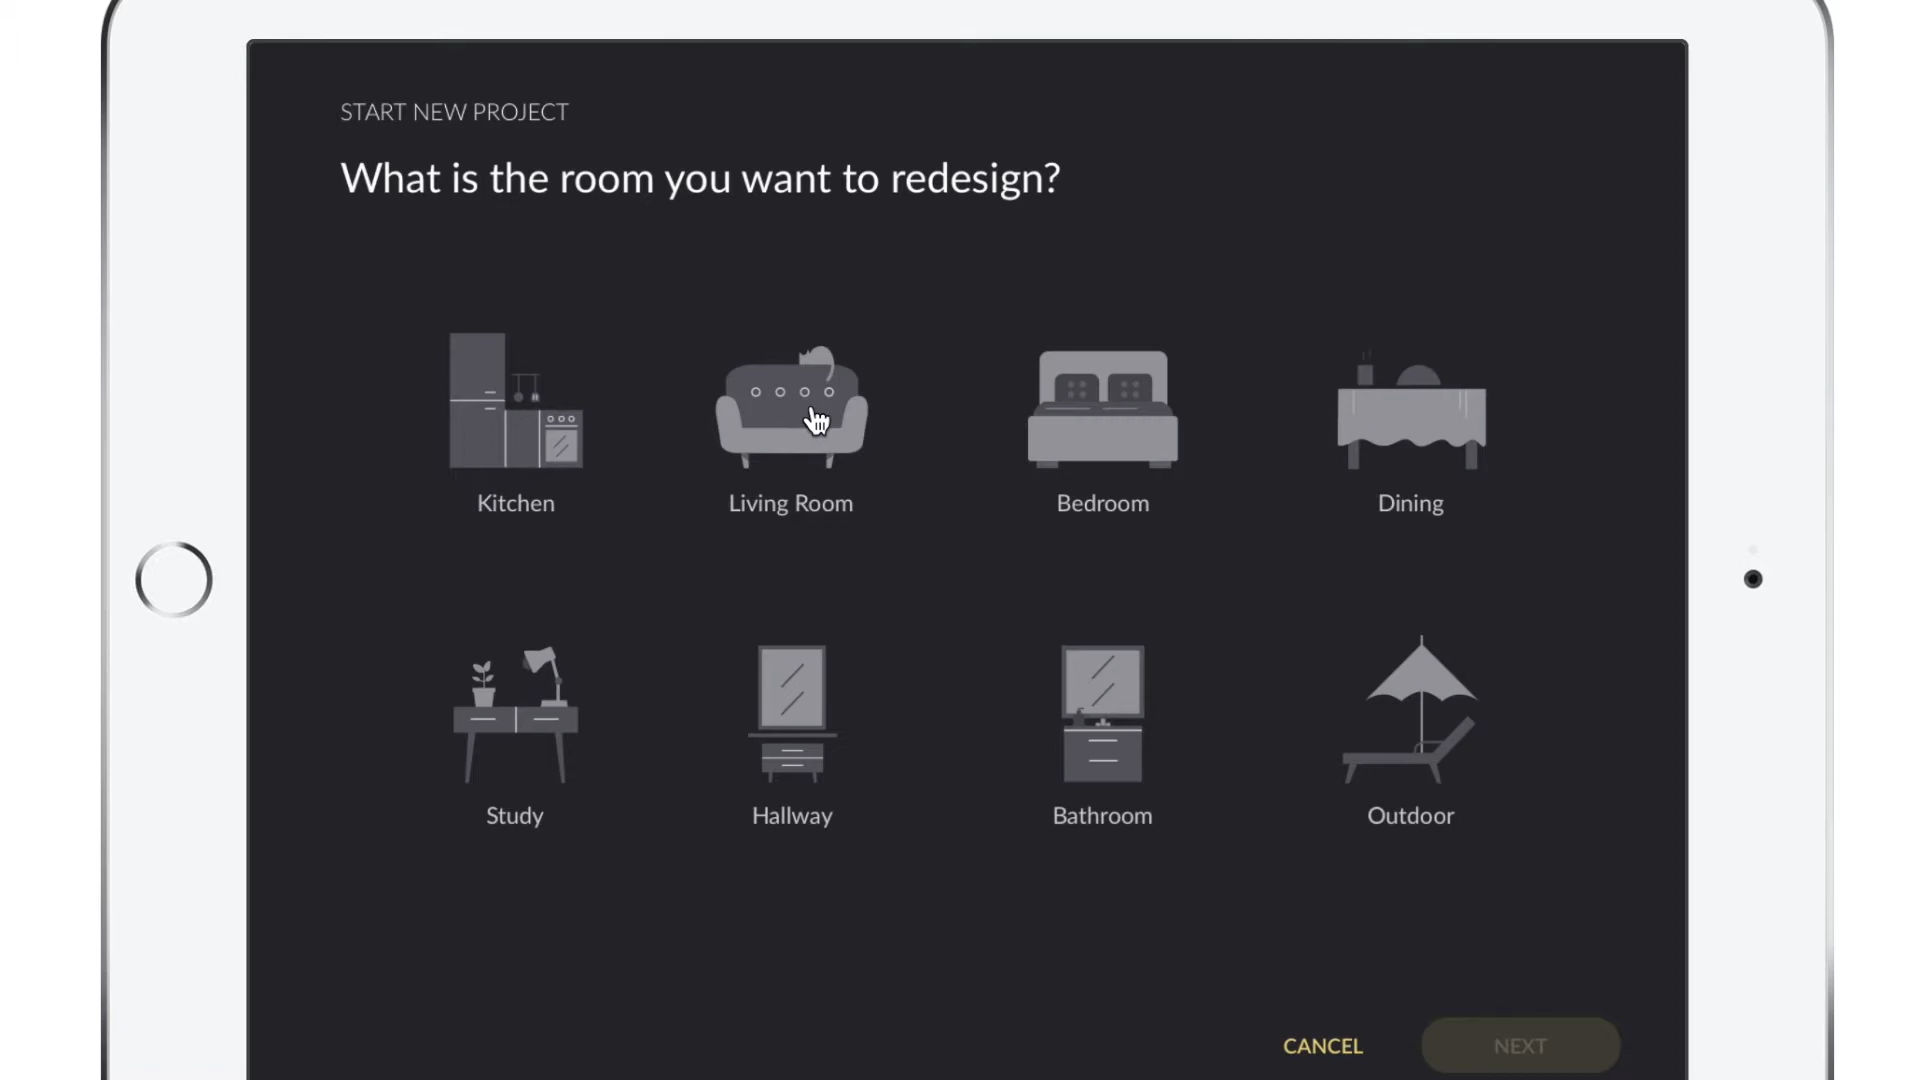 START NEW PROJECT
What is the room you want to redesign?
Kitchen
Living Room
Bedroom
Dining
Study
Hallway
Bathroom
Outdoor
CANCEL
NEXT